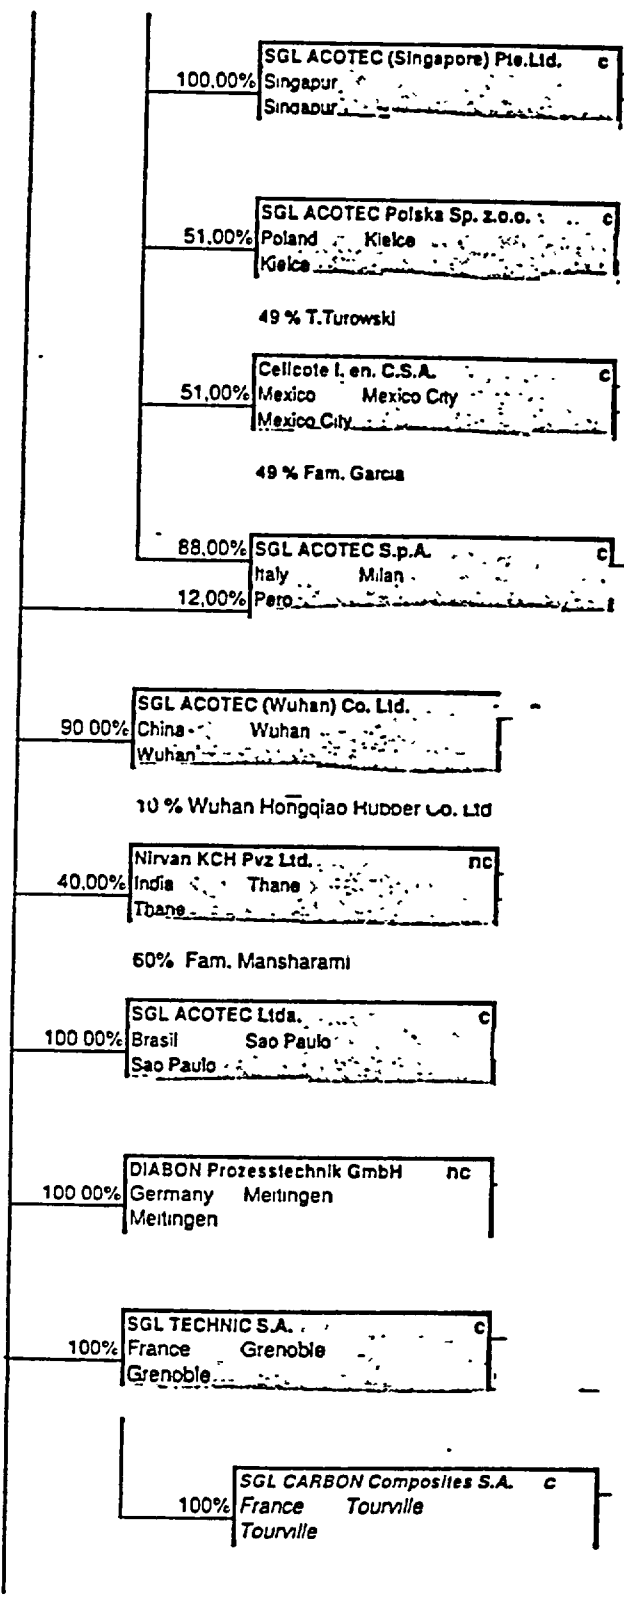 SGL ACOTEC (Singapore) Pte.Ltd. c
100,00% Singapur
Singapur
SGL ACOTEC Polska Sp. z.o.o. c
51,00% Poland Kielce
Kielce
49 % T.Turowski
Cellcote I. en. C.S.A. c
51,00% Mexico Mexico City
Mexico City
49 % Fam. Garcia
88,00% SGL ACOTEC S.p.A. c
Italy Milan
12,00% Pero
SGL ACOTEC (Wuhan) Co. Ltd.
90 00% China Wuhan
Wuhan
10 % Wuhan Hongqiao Rubber Co. Ltd
Nirvan KCH Pvz Ltd. nc
40,00% India Thane
Thane
60% Fam. Mansharami
SGL ACOTEC Ltda. c
100 00% Brasil Sao Paulo
Sao Paulo
DIABON Prozesstechnik GmbH nc
100 00% Germany Meitingen
Meitingen
SGL TECHNIC S.A. c
100% France Grenoble
Grenoble
SGL CARBON Composites S.A. c
100% France Tourville
Tourville